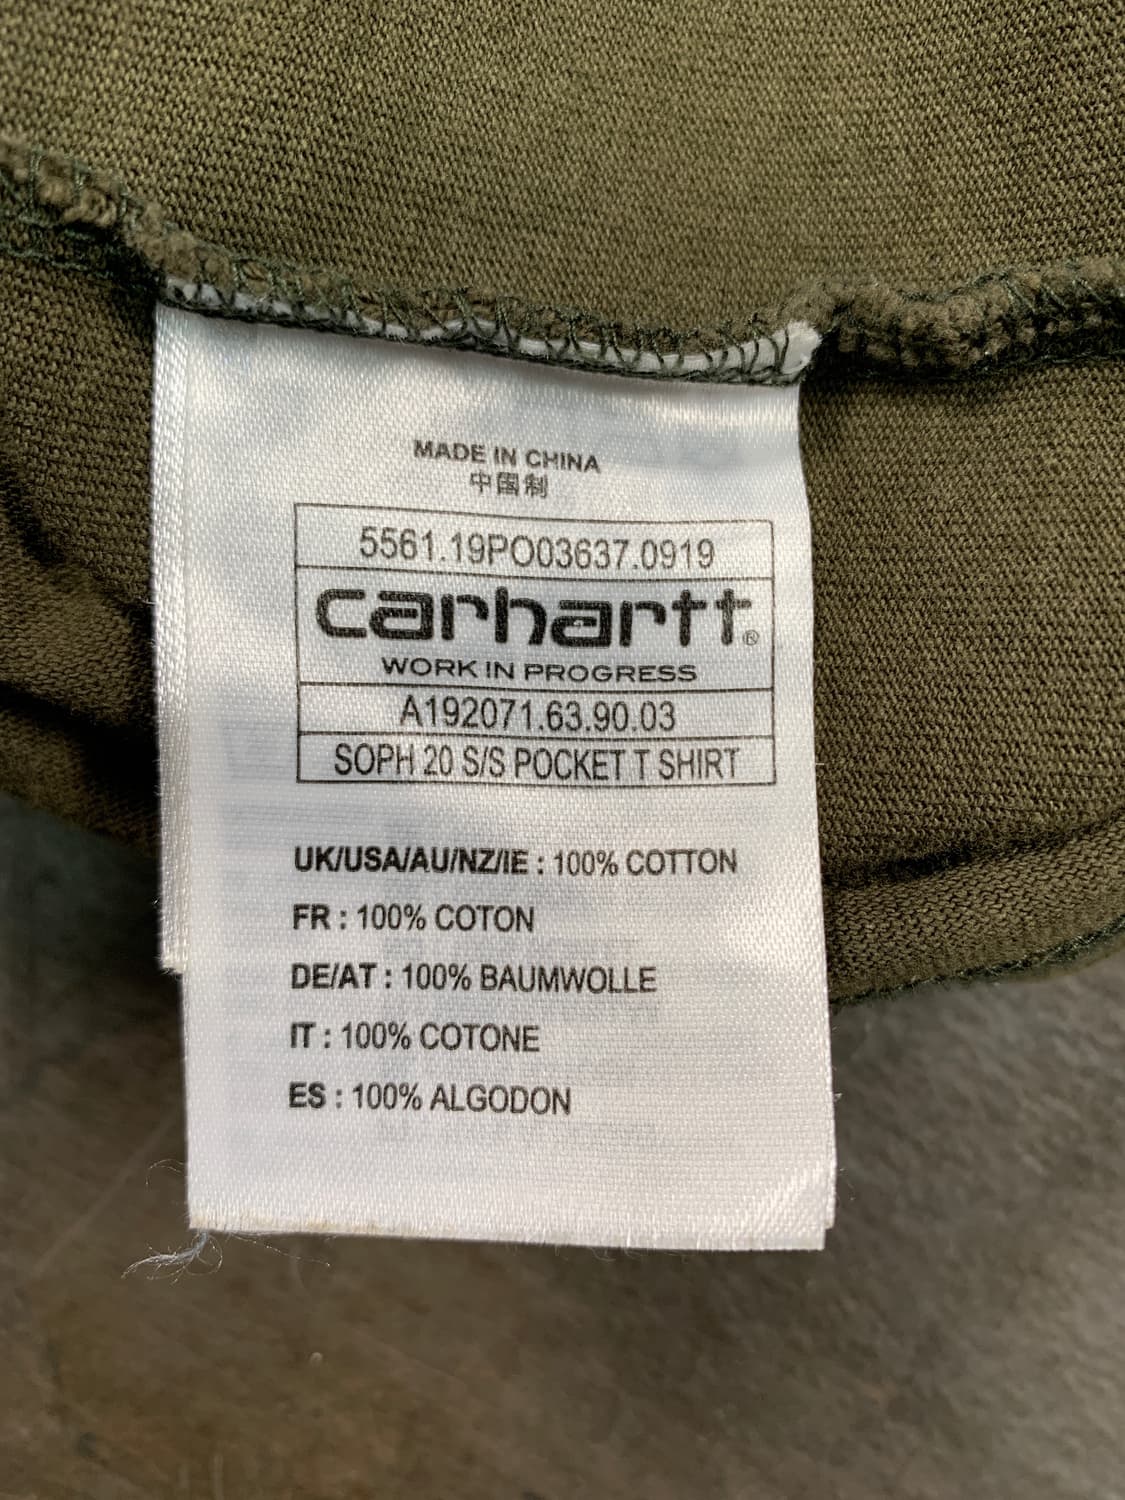 MADE IN CHINA
中国制
5561.19PO03637.0919
carhartt®
WORK IN PROGRESS
A192071.63.90.03
SOPH 20 S/S POCKET T SHIRT
UK/USA/AU/NZ/IE : 100% COTTON
FR : 100% COTON
DE/AT : 100% BAUMWOLLE
IT : 100% COTONE
ES : 100% ALGODON